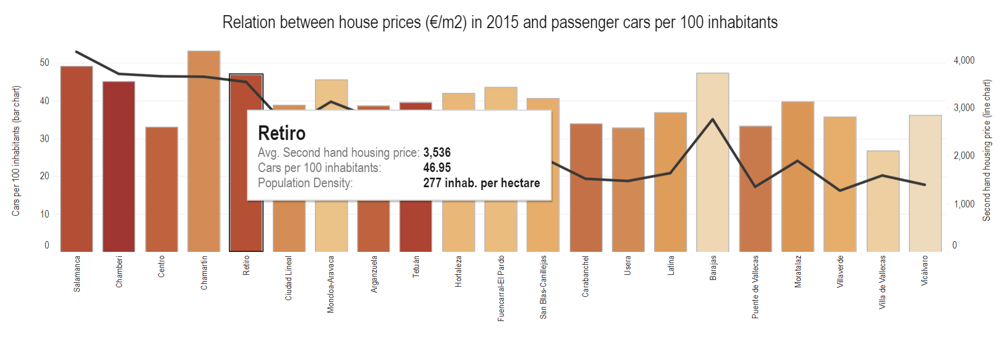 Relation between house prices (€/m2) in 2015 and passenger cars per 100 inhabitants
Cars per 100 inhabitants (bar chart)
50
40
30
20
10
0
4,000
3,000
2,000
1,000
0
Second hand housing price (line chart)
Retiro
Avg. Second hand housing price: 3,536
Cars per 100 inhabitants: 46.95
Population Density: 277 inhab. per hectare
Salamanca
Chamberi
Centro
Chamartin
Retiro
Ciudad Lineal
Moncloa-Aravaca
Arganzuela
Tetuán
Hortaleza
Fuencarral-El Pardo
San Blas-Canillejas
Carabanchel
Usera
Latina
Barajas
Puente de Vallecas
Moratalaz
Villaverde
Villa de Vallecas
Vicálvaro